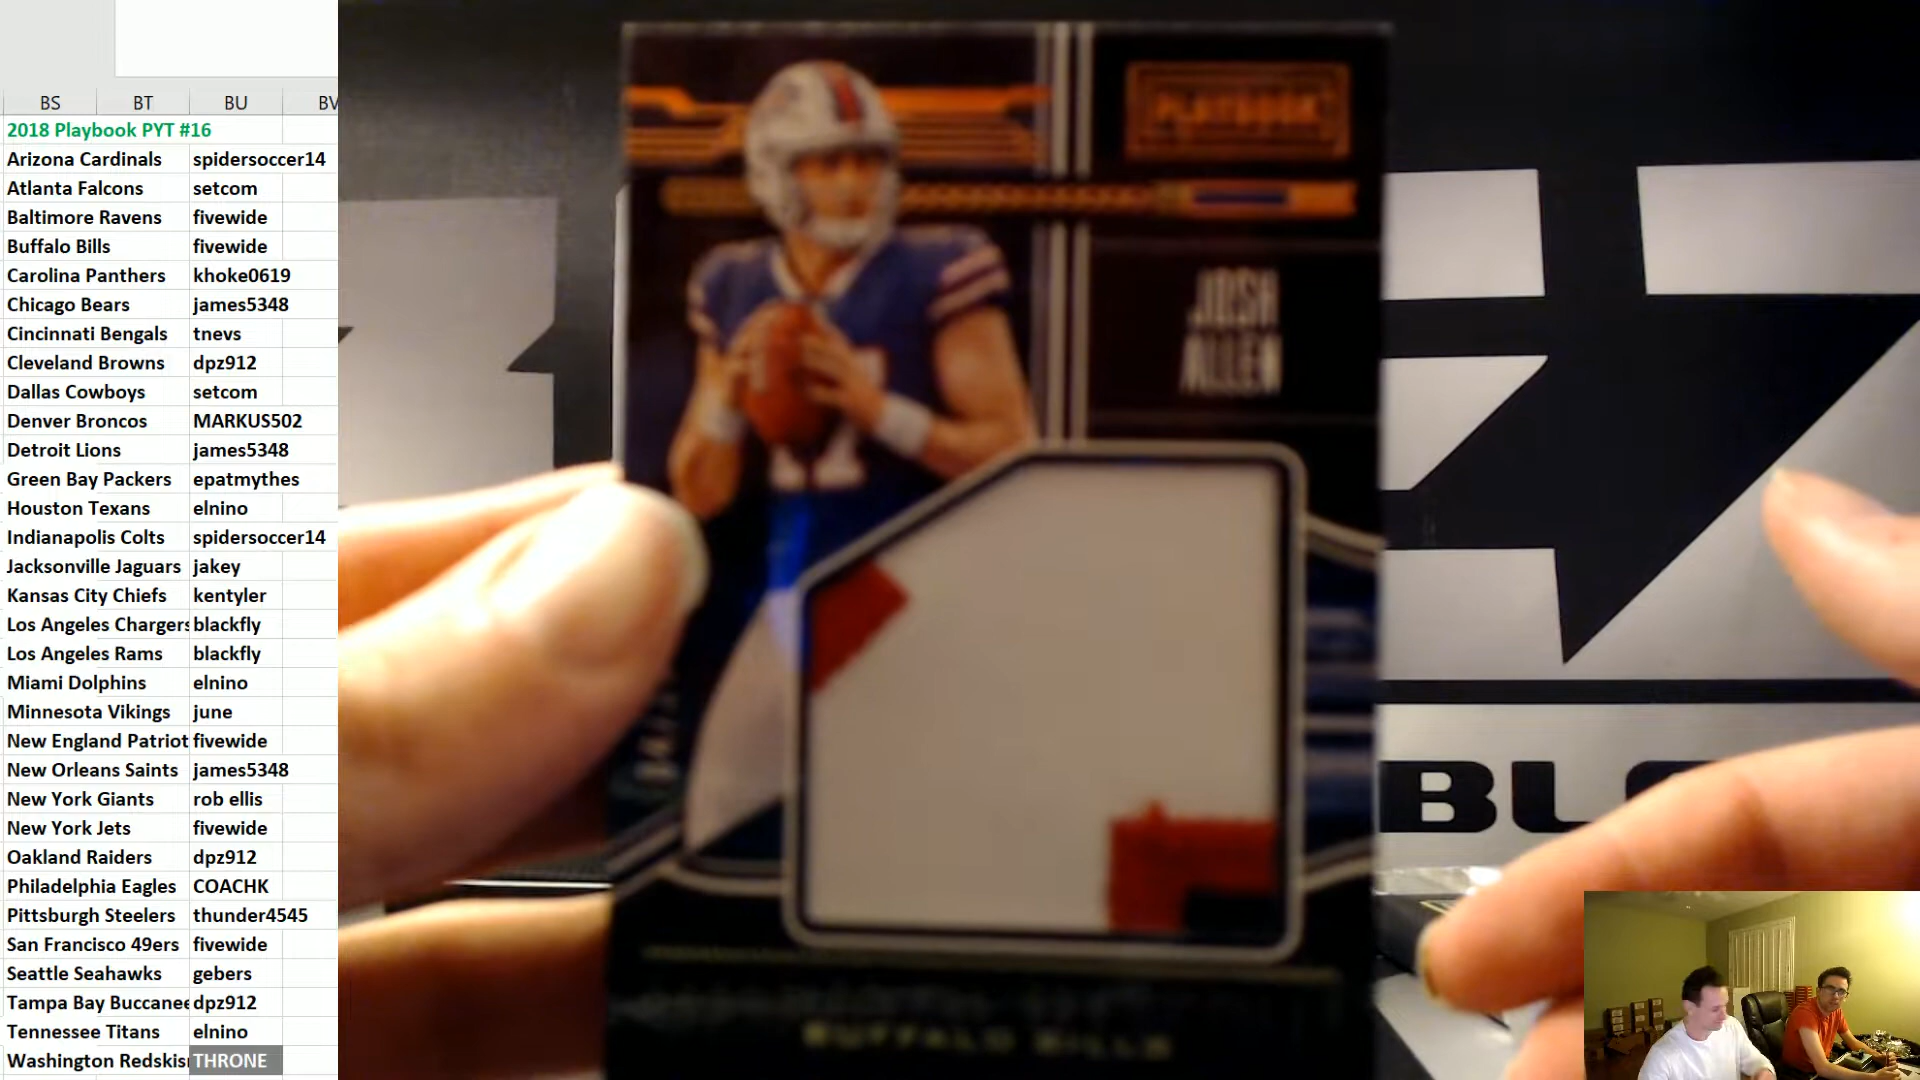 BS BT BU BV
2018 Playbook PYT #16
Arizona Cardinals spidersoccer14
Atlanta Falcons setcom
Baltimore Ravens fivewide
Buffalo Bills fivewide
Carolina Panthers khoke0619
Chicago Bears james5348
Cincinnati Bengals tnevs
Cleveland Browns dpz912
Dallas Cowboys setcom
Denver Broncos MARKUS502
Detroit Lions james5348
Green Bay Packers epatmythes
Houston Texans elnino
Indianapolis Colts spidersoccer14
Jacksonville Jaguars jakey
Kansas City Chiefs kentyler
Los Angeles Chargers blackfly
Los Angeles Rams blackfly
Miami Dolphins elnino
Minnesota Vikings june
New England Patriot fivewide
New Orleans Saints james5348
New York Giants rob ellis
New York Jets fivewide
Oakland Raiders dpz912
Philadelphia Eagles COACHK
Pittsburgh Steelers thunder4545
San Francisco 49ers fivewide
Seattle Seahawks gebers
Tampa Bay Buccanee dpz912
Tennessee Titans elnino
Washington Redskis THRONE
PLAYBOOK
JOSH
ALLEN
BUFFALO BILLS